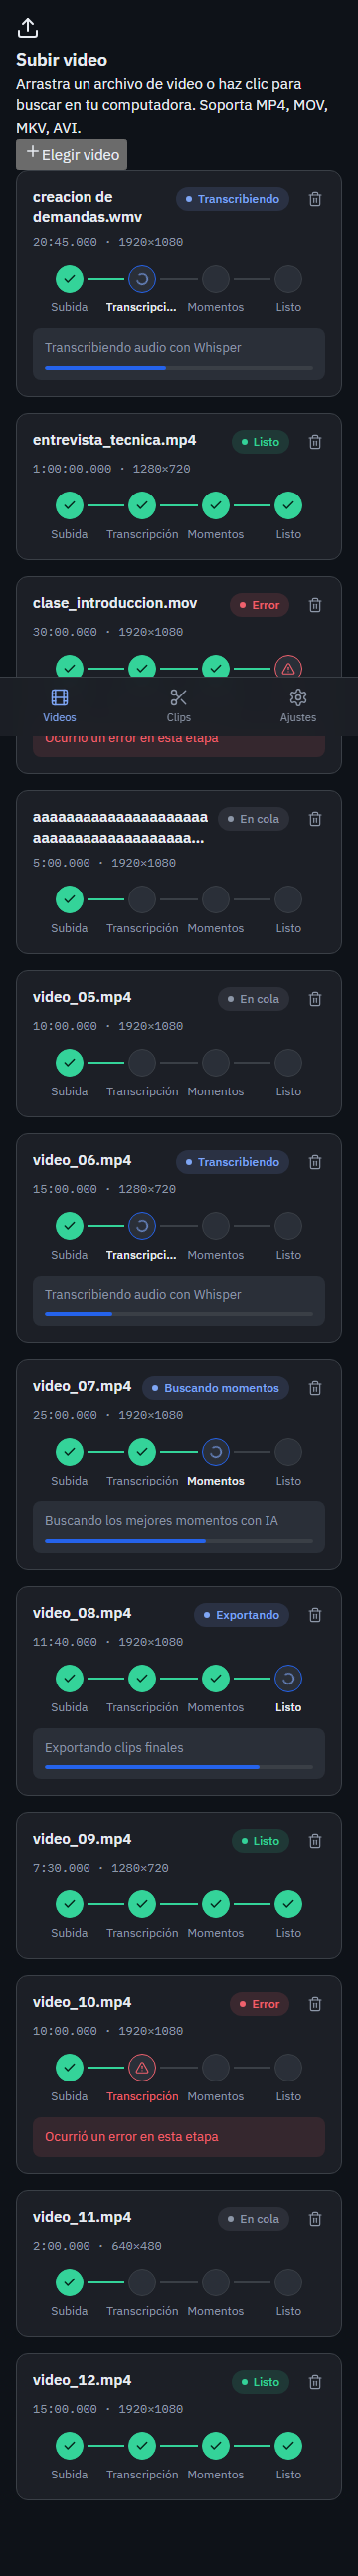 Subir video
Arrastra un archivo de video o haz clic para
buscar en tu computadora. Soporta MP4, MOV,
MKV, AVI.
Elegir video
creacion de
demandas.wmv
Transcribiendo
20:45.000 · 1920×1080
Subida Transcripci... Momentos Listo
Transcribiendo audio con Whisper
entrevista_tecnica.mp4 Listo
1:00:00.000 · 1280×720
Subida Transcripción Momentos Listo
clase_introduccion.mov Error
30:00.000 · 1920×1080
Videos Clips Ajustes
Ocurrió un error en esta etapa
aaaaaaaaaaaaaaaaaaaaa
aaaaaaaaaaaaaaaaaaaa...
En cola
5:00.000 · 1920×1080
Subida Transcripción Momentos Listo
video_05.mp4 En cola
10:00.000 · 1920×1080
Subida Transcripción Momentos Listo
video_06.mp4 Transcribiendo
15:00.000 · 1280×720
Subida Transcripci... Momentos Listo
Transcribiendo audio con Whisper
video_07.mp4 Buscando momentos
25:00.000 · 1920×1080
Subida Transcripción Momentos Listo
Buscando los mejores momentos con IA
video_08.mp4 Exportando
11:40.000 · 1920×1080
Subida Transcripción Momentos Listo
Exportando clips finales
video_09.mp4 Listo
7:30.000 · 1280×720
Subida Transcripción Momentos Listo
video_10.mp4 Error
10:00.000 · 1920×1080
Subida Transcripción Momentos Listo
Ocurrió un error en esta etapa
video_11.mp4 En cola
2:00.000 · 640×480
Subida Transcripción Momentos Listo
video_12.mp4 Listo
15:00.000 · 1920×1080
Subida Transcripción Momentos Listo